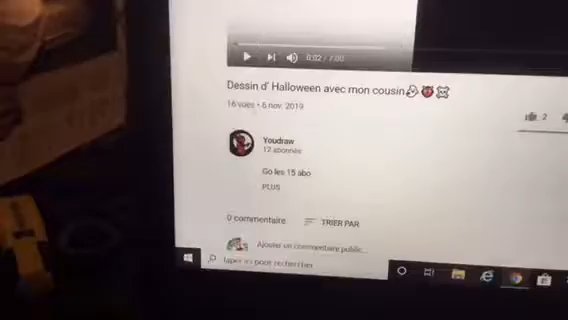 0:02 / 7:00
Dessin d' Halloween avec mon cousin👻👹☠
16 vues • 6 nov. 2019
2
Youdraw
12 abonnés
Go les 15 abo
PLUS
0 commentaire
TRIER PAR
Ajouter un commentaire public...
Taper ici pour rechercher